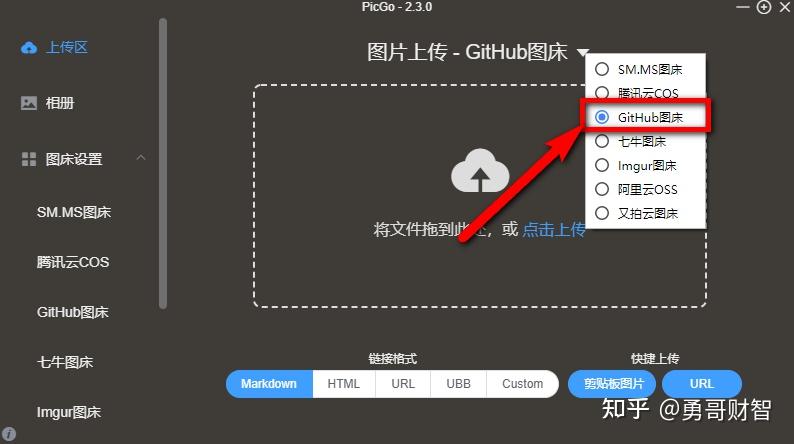 PicGo - 2.3.0
上传区
相册
图床设置
SM.MS图床
腾讯云COS
GitHub图床
七牛图床
Imgur图床
图片上传 - GitHub图床
SM.MS图床
腾讯云COS
GitHub图床
七牛图床
Imgur图床
阿里云OSS
又拍云图床
将文件拖到此处，或 点击上传
链接格式
Markdown HTML URL UBB Custom
快捷上传
剪贴板图片 URL
知乎 @勇哥财智